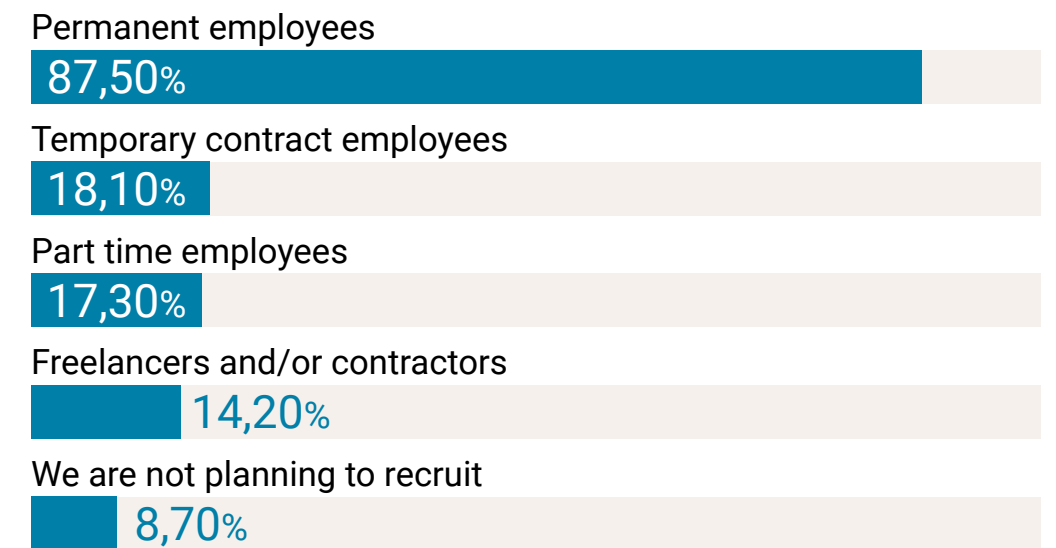 Permanent employees
87,50%
Temporary contract employees
18,10%
Part time employees
17,30%
Freelancers and/or contractors
14,20%
We are not planning to recruit
8,70%